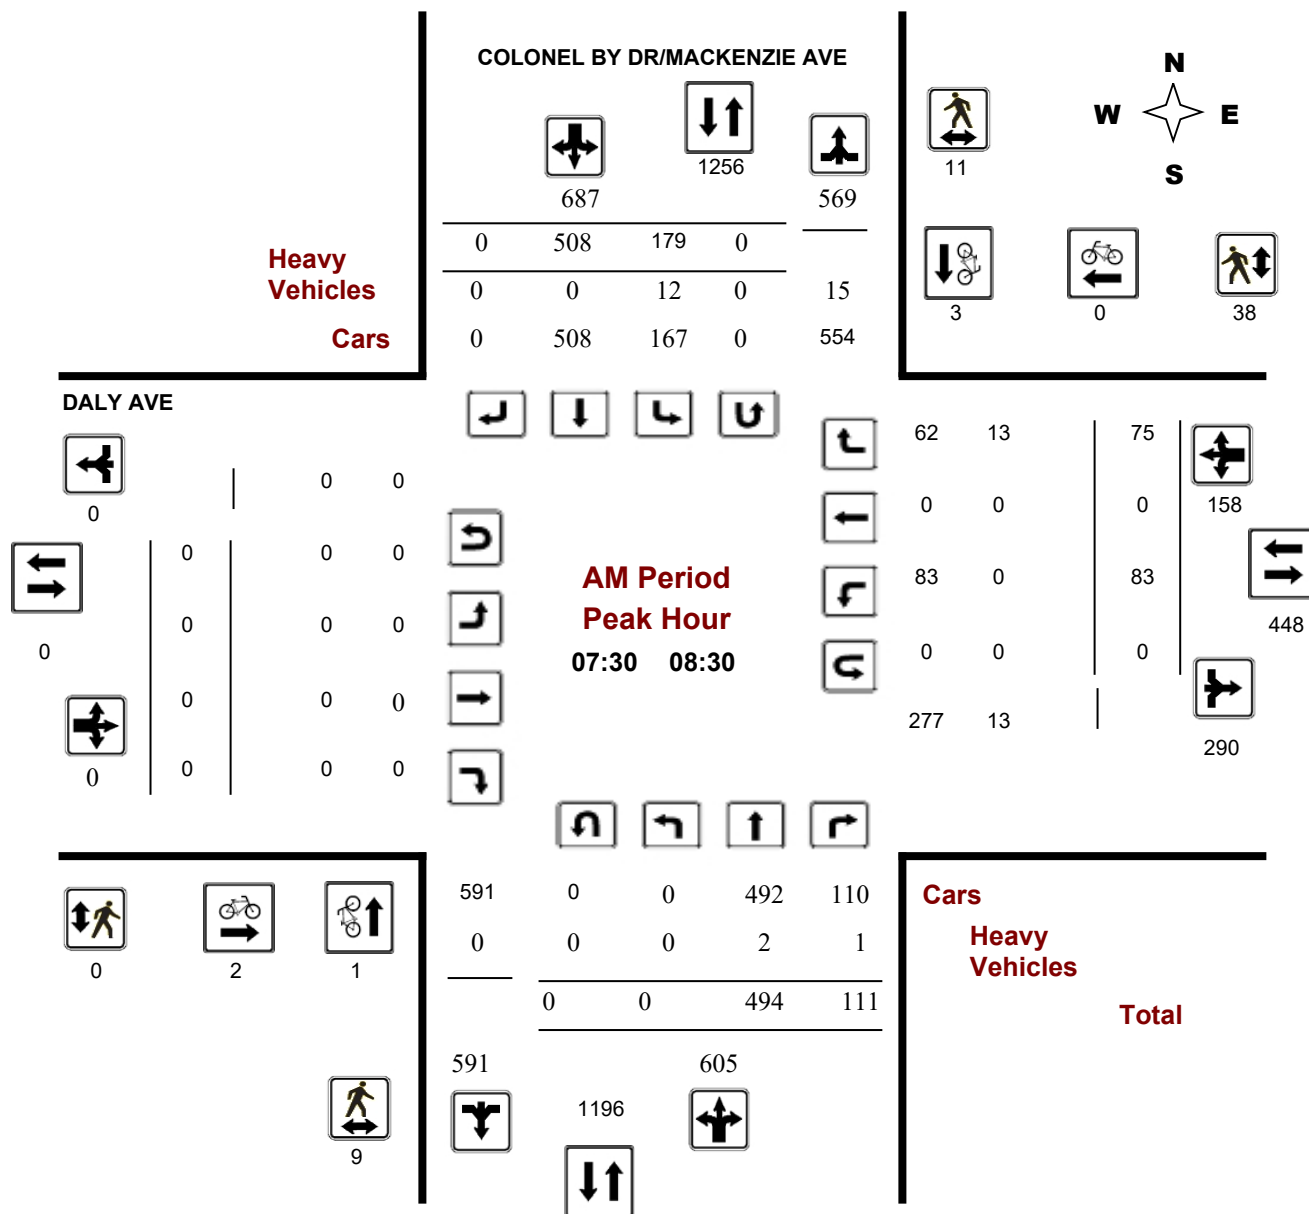 COLONEL BY DR/MACKENZIE AVE
N
W E
S
1256
11
687 569
0 508 179 0
Heavy
Vehicles
0 0 12 0 15
Cars
0 508 167 0 554
3 0 38
DALY AVE
62 13 75
0 0 0
0
0 0 0 158
0 0 0
AM Period
Peak Hour
07:30 08:30
83 0 83
0 0 0
0
448
0 0 0
0 0 0
277 13
0
0 0 0
290
591 0 0 492 110
Cars
0 0 0 2 1
Heavy
Vehicles
0 2 1
0 0 494 111
Total
591 605
1196
9